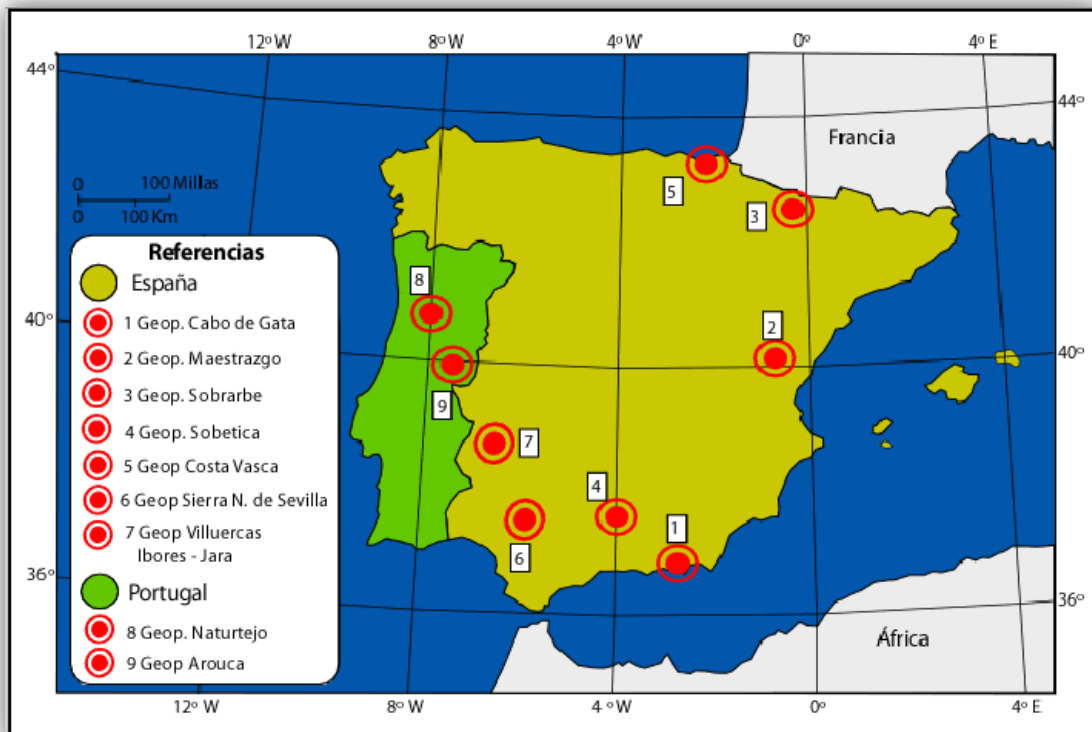 12º W 8º W 4º W 0º 4º E
44º
44º
Francia
0 100 Millas
0 100 Km
5
3
Referencias
España
1 Geop. Cabo de Gata
2 Geop. Maestrazgo
3 Geop. Sobrarbe
4 Geop. Sobetica
5 Geop Costa Vasca
6 Geop Sierra N. de Sevilla
7 Geop Villuercas
Ibores - Jara
Portugal
8 Geop. Naturtejo
9 Geop Arouca
8
2
40º
40º
9
7
4
1
6
36º
36º
África
12º W 8º W 4º W 0º 4º E